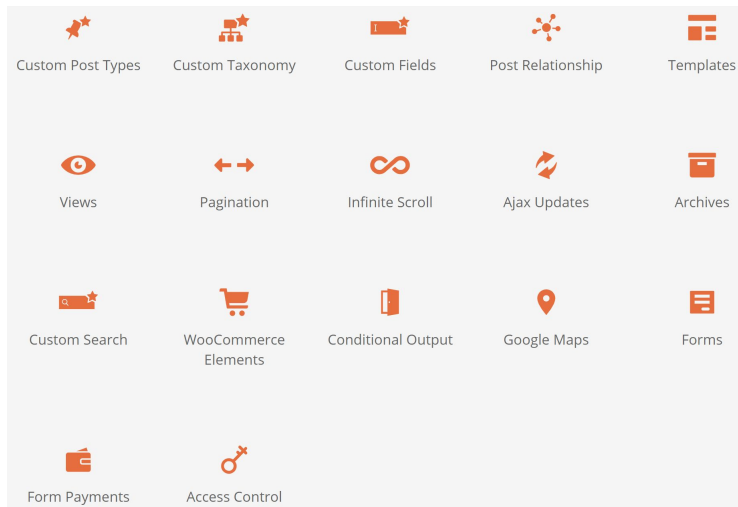 Custom Post Types
Custom Taxonomy
Custom Fields
Post Relationship
Templates
Views
Pagination
Infinite Scroll
Ajax Updates
Archives
Custom Search
WooCommerce
Elements
Conditional Output
Google Maps
Forms
Form Payments
Access Control